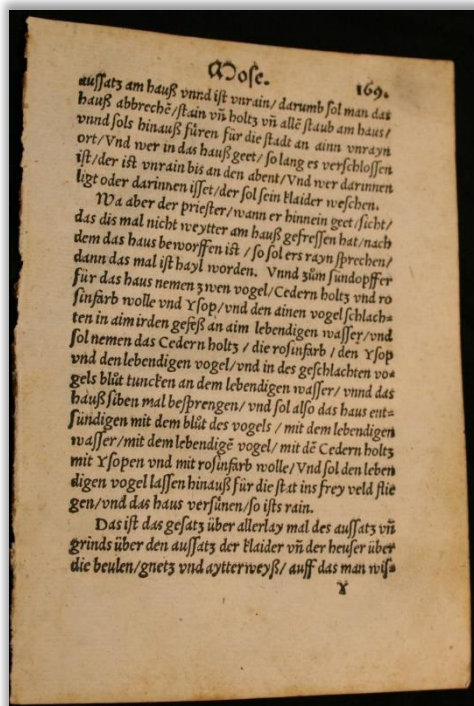 Mose. 169.
aussatz am hauß vnnd ist vnrain/ darumb sol man das
hauß abbrechẽ/stain vñ holtz vñ allẽ staub am haus/
vnnd sols hinauß füren für die stadt an ainn vnrayn
ort/Vnd wer in das hauß geet/ so lang es verschlossen
ist/der ist vnrain bis an den abent/Vnd wer darinnen
ligt oder darinnen isset/der sol sein klaider weschen.
Wa aber der priester/wann er hinnein geet/sicht/
das dis mal nicht weytter am hauß gefressen hat/nach
dem das haus beworffen ist / so sol ers rayn sprechen/
dann das mal ist hayl worden. Vnnd zům sundopffer
für das haus nemen zwen vogel/Cedern holtz vnd ro
sinfarb wolle vnd Ysop/vnd den ainen vogel schlach⸗
ten in aim irden gefeß an aim lebendigen wasser/vnd
sol nemen das Cedern holtz / die rosinfarb / den Ysop
vnd den lebendigen vogel/vnd in des geschlachten vo⸗
gels blůt tuncken an dem lebendigen wasser/ vnnd das
hauß siben mal besprengen/ vnd sol also das haus ent⸗
sündigen mit dem blůt des vogels / mit dem lebendigen
wasser/mit dem lebendigẽ vogel/ mit dẽ Cedern holtz
mit Ysopen vnd mit rosinfarb wolle/Vnd sol den leben
digen vogel lassen hinauß für die stat ins frey veld flie
gen/vnd das haus versünen/so ists rain.
Das ist das gesatz über allerlay mal des aussatz vñ
grinds über den aussatz der klaider vñ der heuser über
die beulen/gnetz vnd aytterweyß/ auff das man wis⸗
Y